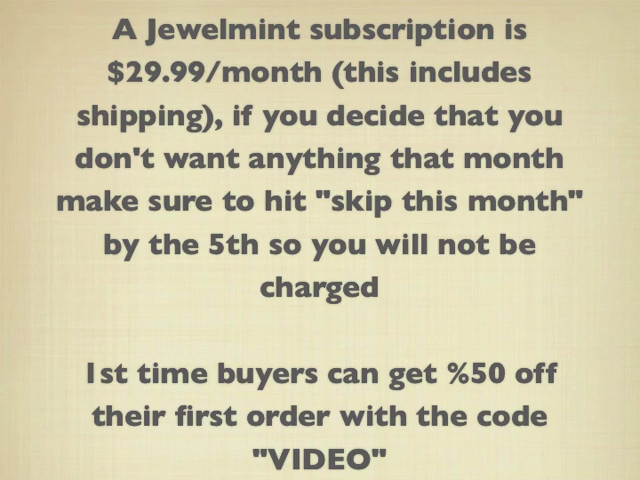 A Jewelmint subscription is
$29.99/month (this includes
shipping), if you decide that you
don't want anything that month
make sure to hit "skip this month"
by the 5th so you will not be
charged
1st time buyers can get %50 off
their first order with the code
"VIDEO"